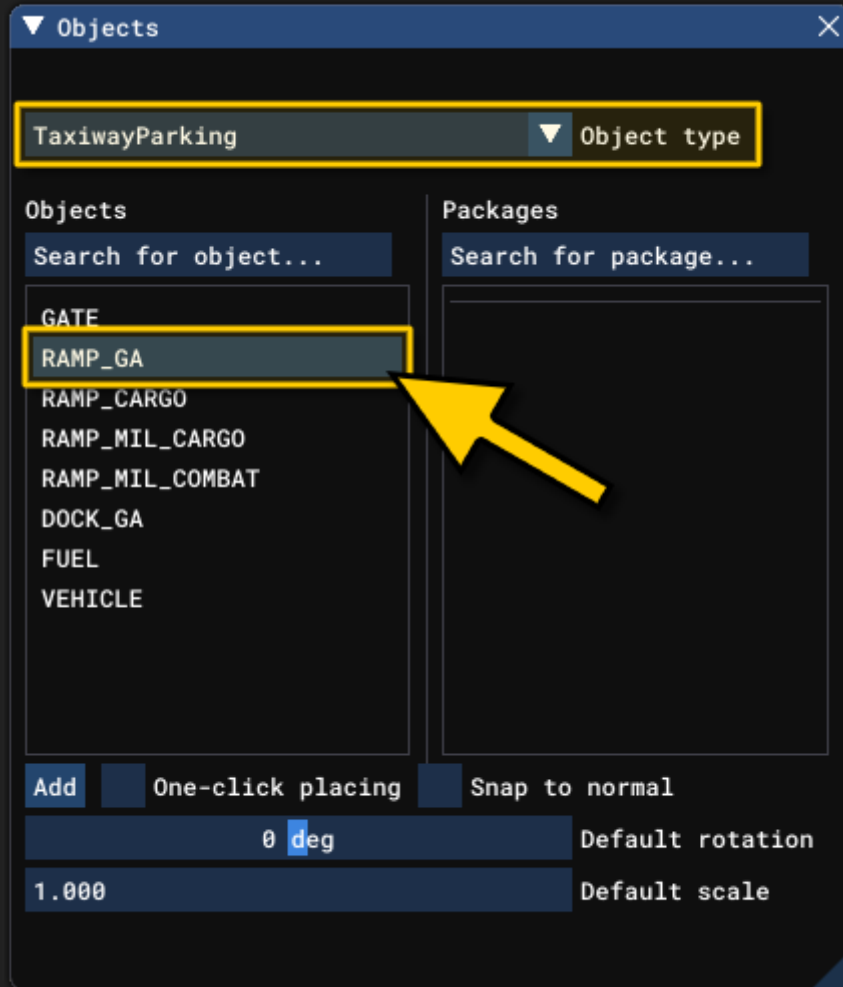 Objects
TaxiwayParking Object type
Objects Packages
Search for object... Search for package...
GATE
RAMP_GA
RAMP_CARGO
RAMP_MIL_CARGO
RAMP_MIL_COMBAT
DOCK_GA
FUEL
VEHICLE
Add One-click placing Snap to normal
0 deg Default rotation
1.000 Default scale